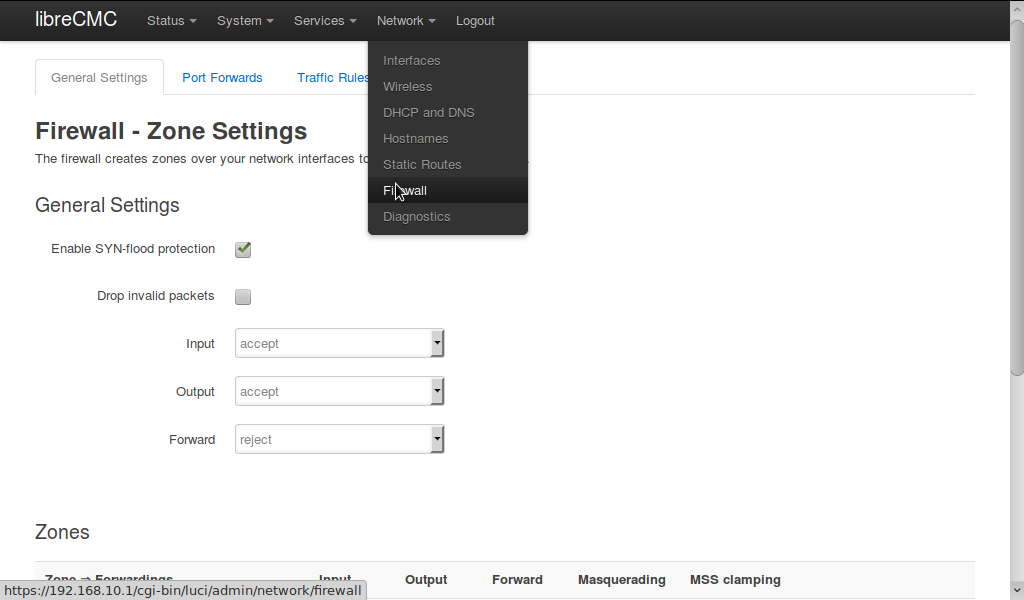 libreCMC Status System Services Network Logout
Interfaces
Wireless
DHCP and DNS
Hostnames
Static Routes
Firewall
Diagnostics
General Settings Port Forwards Traffic Rules
Firewall - Zone Settings
The firewall creates zones over your network interfaces to
General Settings
Enable SYN-flood protection
Drop invalid packets
Input accept
Output accept
Forward reject
Zones
Zone ⇒ Forwardings Input Output Forward Masquerading MSS clamping
https://192.168.10.1/cgi-bin/luci/admin/network/firewall